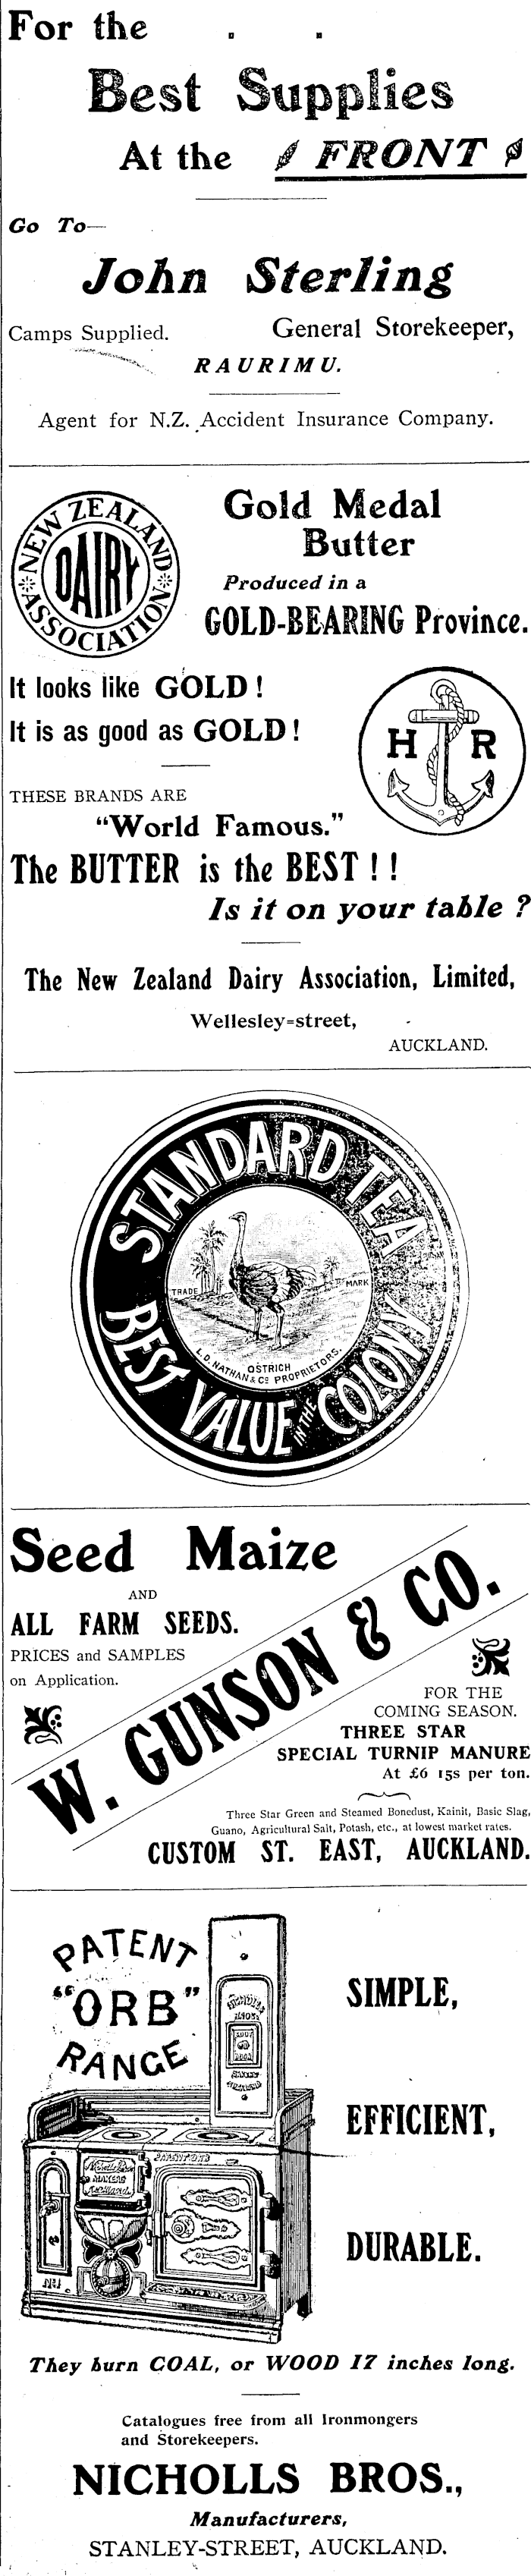 For the
Best Supplies
At the FRONT
Go To—
John Sterling
Camps Supplied. General Storekeeper,
RAURIMU.
Agent for N.Z. Accident Insurance Company.
NEW ZEALAND
DAIRY
ASSOCIATION
Gold Medal
Butter
Produced in a
GOLD-BEARING Province.
It looks like GOLD!
It is as good as GOLD!
H R
THESE BRANDS ARE
“World Famous.”
The BUTTER is the BEST!!
Is it on your table?
The New Zealand Dairy Association, Limited,
Wellesley=street,
AUCKLAND.
STANDARD TEA
TRADE MARK
OSTRICH
L.D. NATHAN & Co PROPRIETORS.
BEST VALUE IN THE COLONY
Seed Maize
AND
ALL FARM SEEDS.
PRICES and SAMPLES
on Application.
W. GUNSON & CO.
FOR THE
COMING SEASON.
THREE STAR
SPECIAL TURNIP MANURE
At £6 15s per ton.
Three Star Green and Steamed Bonedust, Kainit, Basic Slag,
Guano, Agricultural Salt, Potash, etc., at lowest market rates.
CUSTOM ST. EAST, AUCKLAND.
PATENT
“ORB”
RANGE
MAKERS
No 1
SIMPLE,
EFFICIENT,
DURABLE.
They burn COAL, or WOOD 17 inches long.
Catalogues free from all Ironmongers
and Storekeepers.
NICHOLLS BROS.,
Manufacturers,
STANLEY-STREET, AUCKLAND.